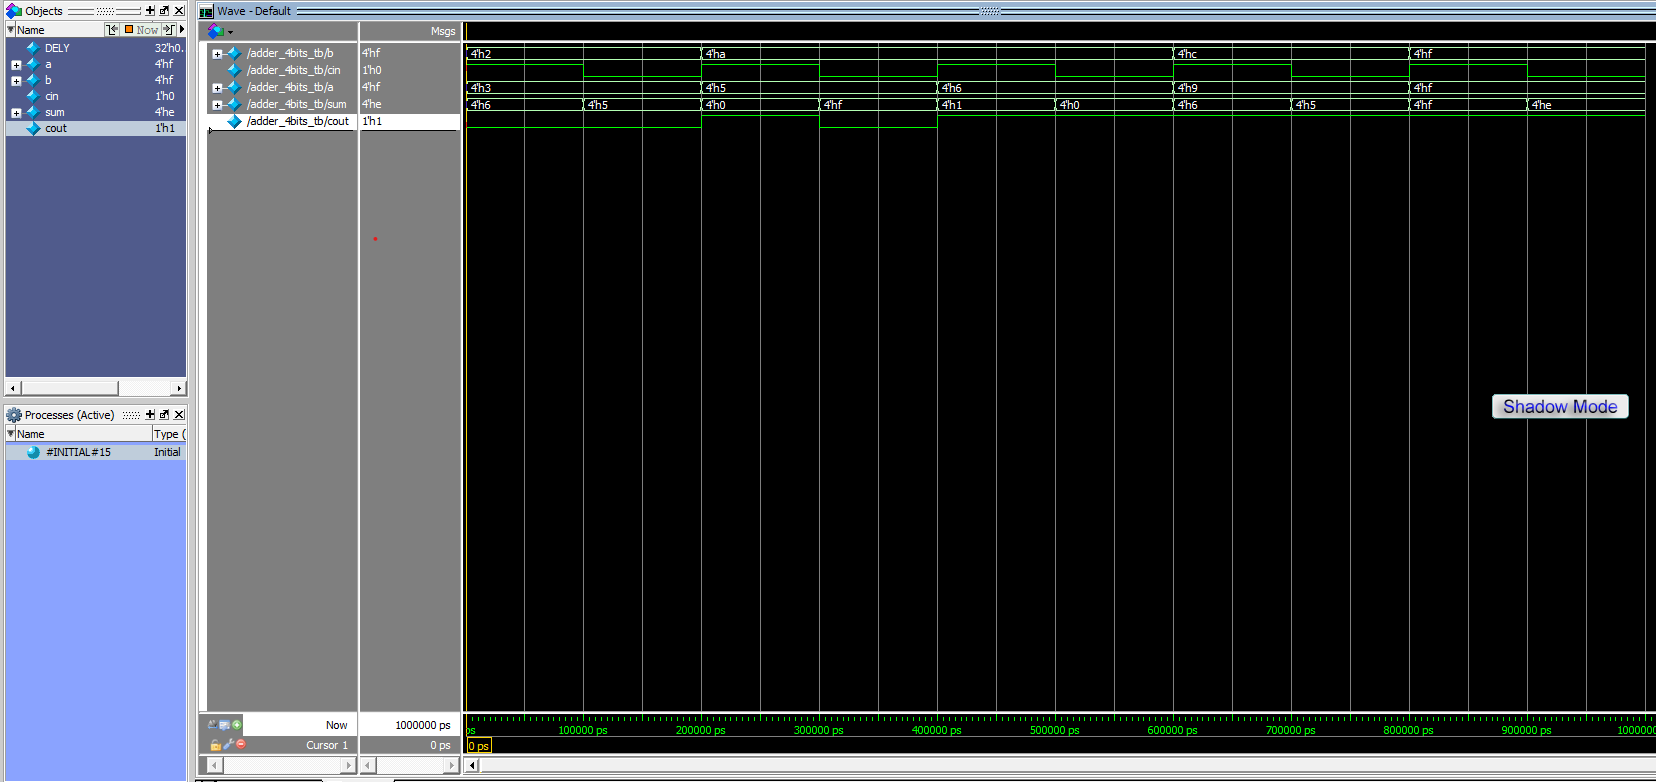 Objects
Name Now
DELY 32'h0.
a 4'hf
b 4'hf
cin 1'h0
sum 4'he
cout 1'h1
Processes (Active)
Name Type (
#INITIAL#15 Initial
Wave - Default
Msgs
/adder_4bits_tb/b 4'hf 4'h2 4'ha 4'hc 4'hf
/adder_4bits_tb/cin 1'h0
/adder_4bits_tb/a 4'hf 4'h3 4'h5 4'h6 4'h9 4'hf
/adder_4bits_tb/sum 4'he 4'h6 4'h5 4'h0 4'hf 4'h1 4'h0 4'h6 4'h5 4'hf 4'he
/adder_4bits_tb/cout 1'h1
Shadow Mode
Now 1000000 ps ps 100000 ps 200000 ps 300000 ps 400000 ps 500000 ps 600000 ps 700000 ps 800000 ps 900000 ps 1000000
Cursor 1 0 ps 0 ps